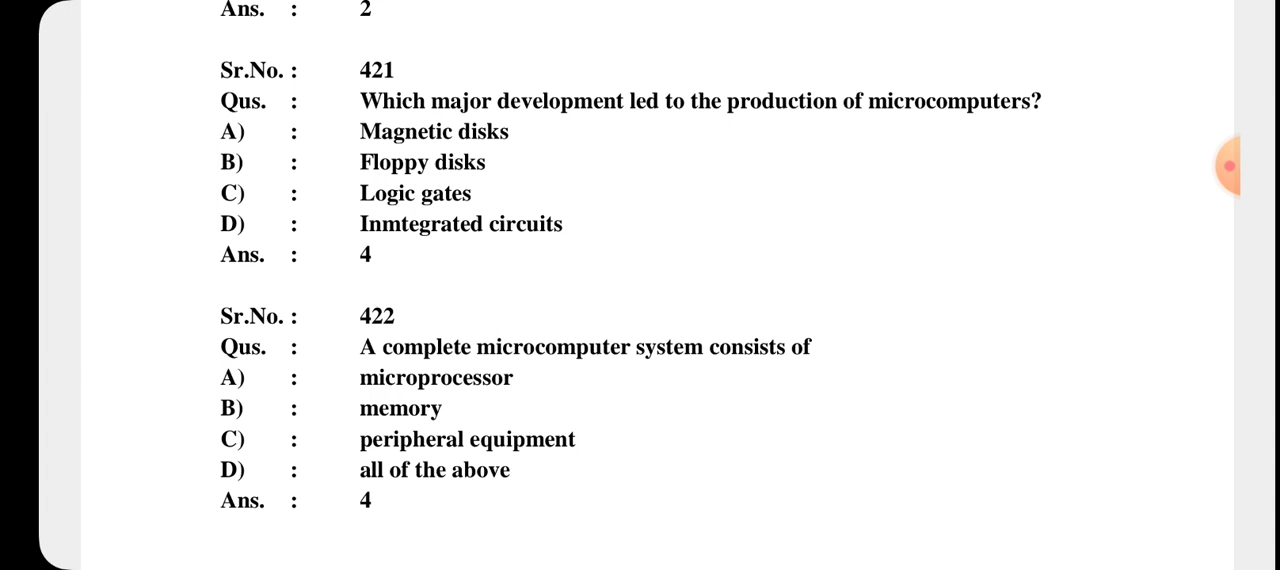 Ans. : 2
Sr.No. : 421
Qus. : Which major development led to the production of microcomputers?
A) : Magnetic disks
B) : Floppy disks
C) : Logic gates
D) : Inmtegrated circuits
Ans. : 4
Sr.No. : 422
Qus. : A complete microcomputer system consists of
A) : microprocessor
B) : memory
C) : peripheral equipment
D) : all of the above
Ans. : 4